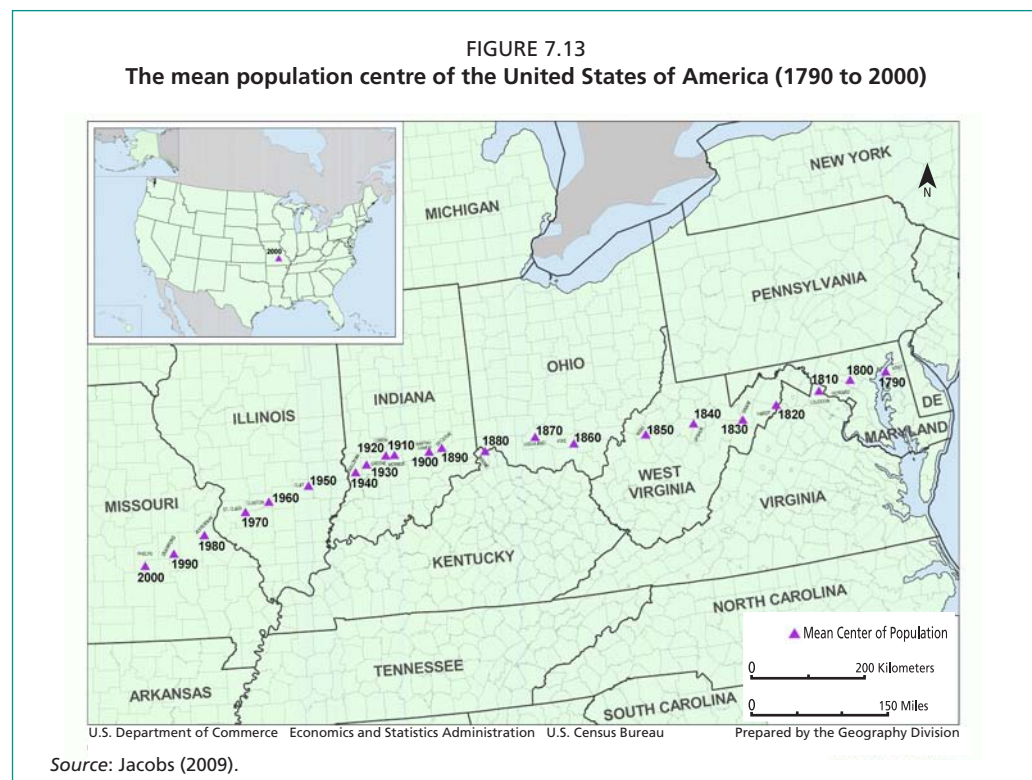 FIGURE 7.13
The mean population centre of the United States of America (1790 to 2000)
2000
NEW YORK
N
MICHIGAN
PENNSYLVANIA
OHIO
INDIANA
ILLINOIS
1810
1800
1790
DE
MARYLAND
1840
1830
1820
1870
1860
1850
1920
1910
1880
1900
1890
1930
1940
WEST
VIRGINIA
VIRGINIA
MISSOURI
1950
1960
1970
1980
1990
2000
KENTUCKY
NORTH CAROLINA
TENNESSEE
ARKANSAS
SOUTH CAROLINA
Mean Center of Population
0 200 Kilometers
0 150 Miles
U.S. Department of Commerce Economics and Statistics Administration U.S. Census Bureau Prepared by the Geography Division
Source: Jacobs (2009).